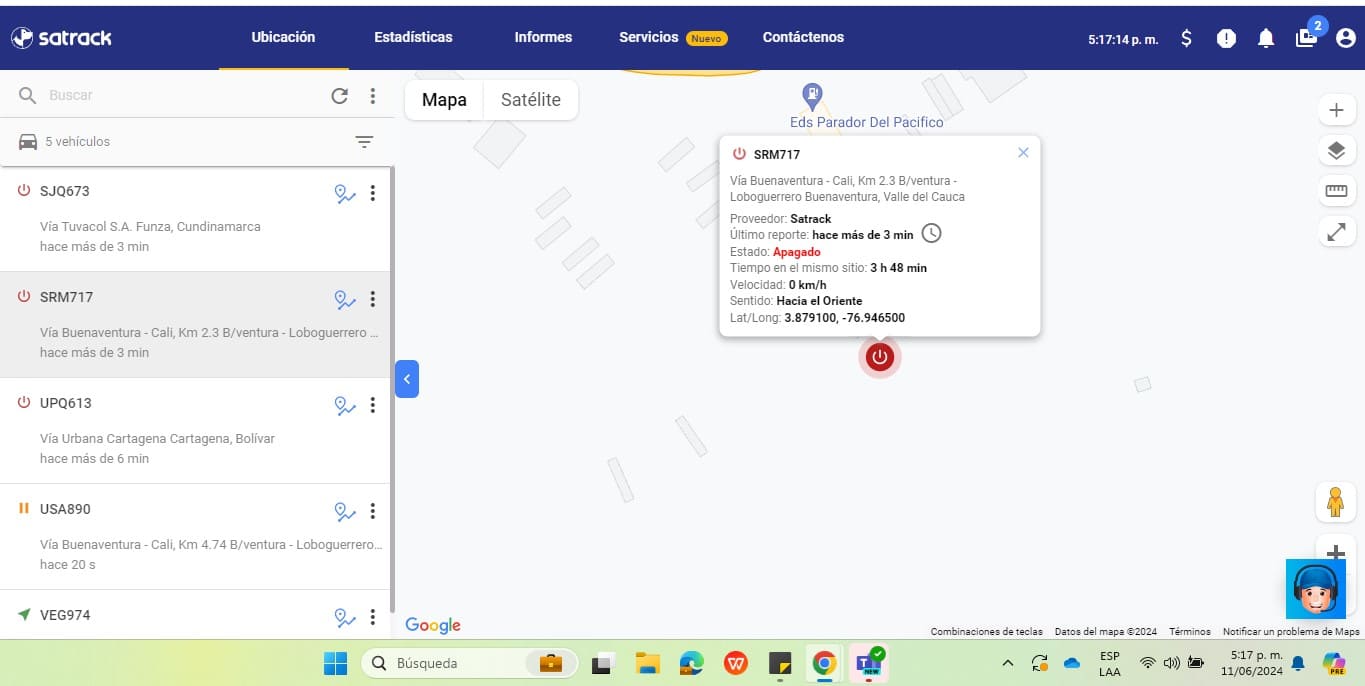 satrack
Ubicación
Estadísticas
Informes
Servicios Nuevo
Contáctenos
5:17:14 p. m.
2
Buscar
5 vehículos
SJQ673
Vía Tuvacol S.A. Funza, Cundinamarca
hace más de 3 min
SRM717
Vía Buenaventura - Cali, Km 2.3 B/ventura - Loboguerrero ...
hace más de 3 min
UPQ613
Vía Urbana Cartagena Cartagena, Bolívar
hace más de 6 min
USA890
Vía Buenaventura - Cali, Km 4.74 B/ventura - Loboguerrero...
hace 20 s
VEG974
Mapa
Satélite
Eds Parador Del Pacifico
SRM717
Vía Buenaventura - Cali, Km 2.3 B/ventura -
Loboguerrero Buenaventura, Valle del Cauca
Proveedor: Satrack
Último reporte: hace más de 3 min
Estado: Apagado
Tiempo en el mismo sitio: 3 h 48 min
Velocidad: 0 km/h
Sentido: Hacia el Oriente
Lat/Long: 3.879100, -76.946500
Google
Combinaciones de teclas
Datos del mapa ©2024
Términos
Notificar un problema de Maps
Búsqueda
W
T
NEW
ESP
LAA
5:17 p. m.
11/06/2024
PRE